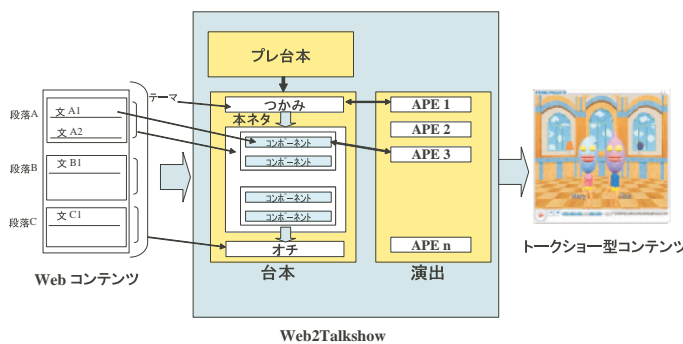 プレ台本
テーマ
つかみ
本ネタ
コンポーネント
コンポーネント
コンポーネント
コンポーネント
オチ
台本
APE 1
APE 2
APE 3
APE n
演出
段落A
文 A1
文 A2
段落B
文 B1
段落C
文 C1
Web コンテンツ
トークショー型コンテンツ
Web2Talkshow